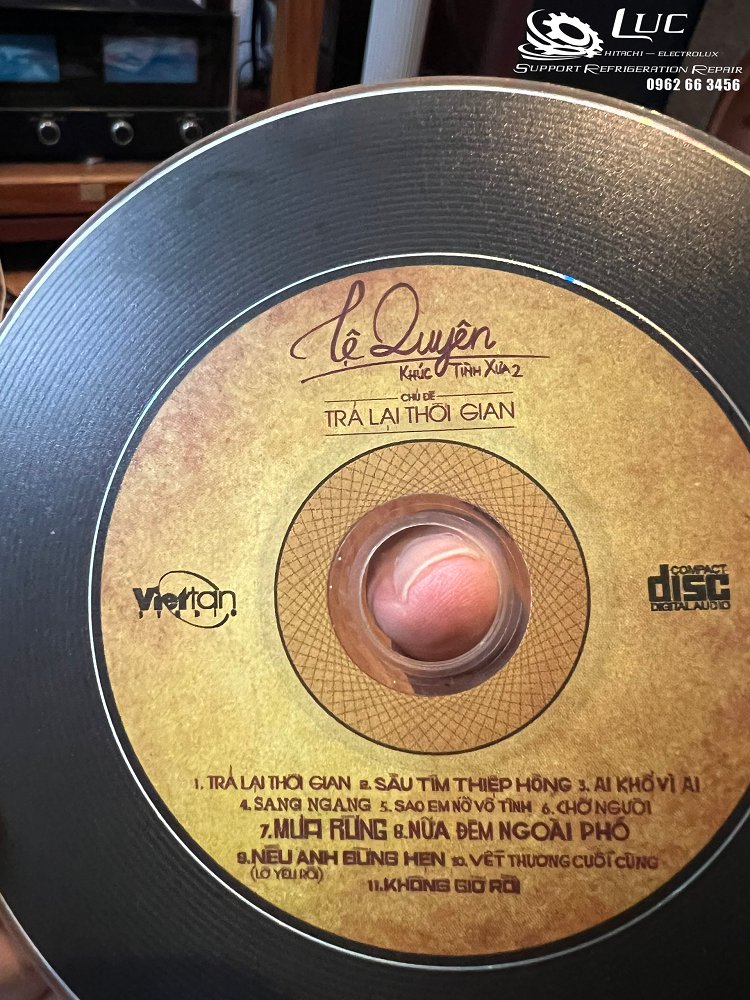 LUC
HITACHI — ELECTROLUX
SUPPORT REFRIGERATION REPAIR
0962 66 3456
Lệ Quyên
KHÚC TÌNH XƯA 2
CHỦ ĐỀ
TRẢ LẠI THỜI GIAN
Viettan
COMPACT
disc
DIGITAL AUDIO
1. TRẢ LẠI THỜI GIAN 2. SẦU TÍM THIỆP HỒNG 3. AI KHỔ VÌ AI
4. SANG NGANG 5. SAO EM NỠ VÔ TÌNH 6. CHỜ NGƯỜI
7. MƯA RỪNG 8. NỬA ĐÊM NGOÀI PHỐ
9. NẾU ANH ĐỪNG HẸN 10. VẾT THƯƠNG CUỐI CÙNG
(LỠ YÊU RỒI)
11. KHÔNG GIỜ RỒI